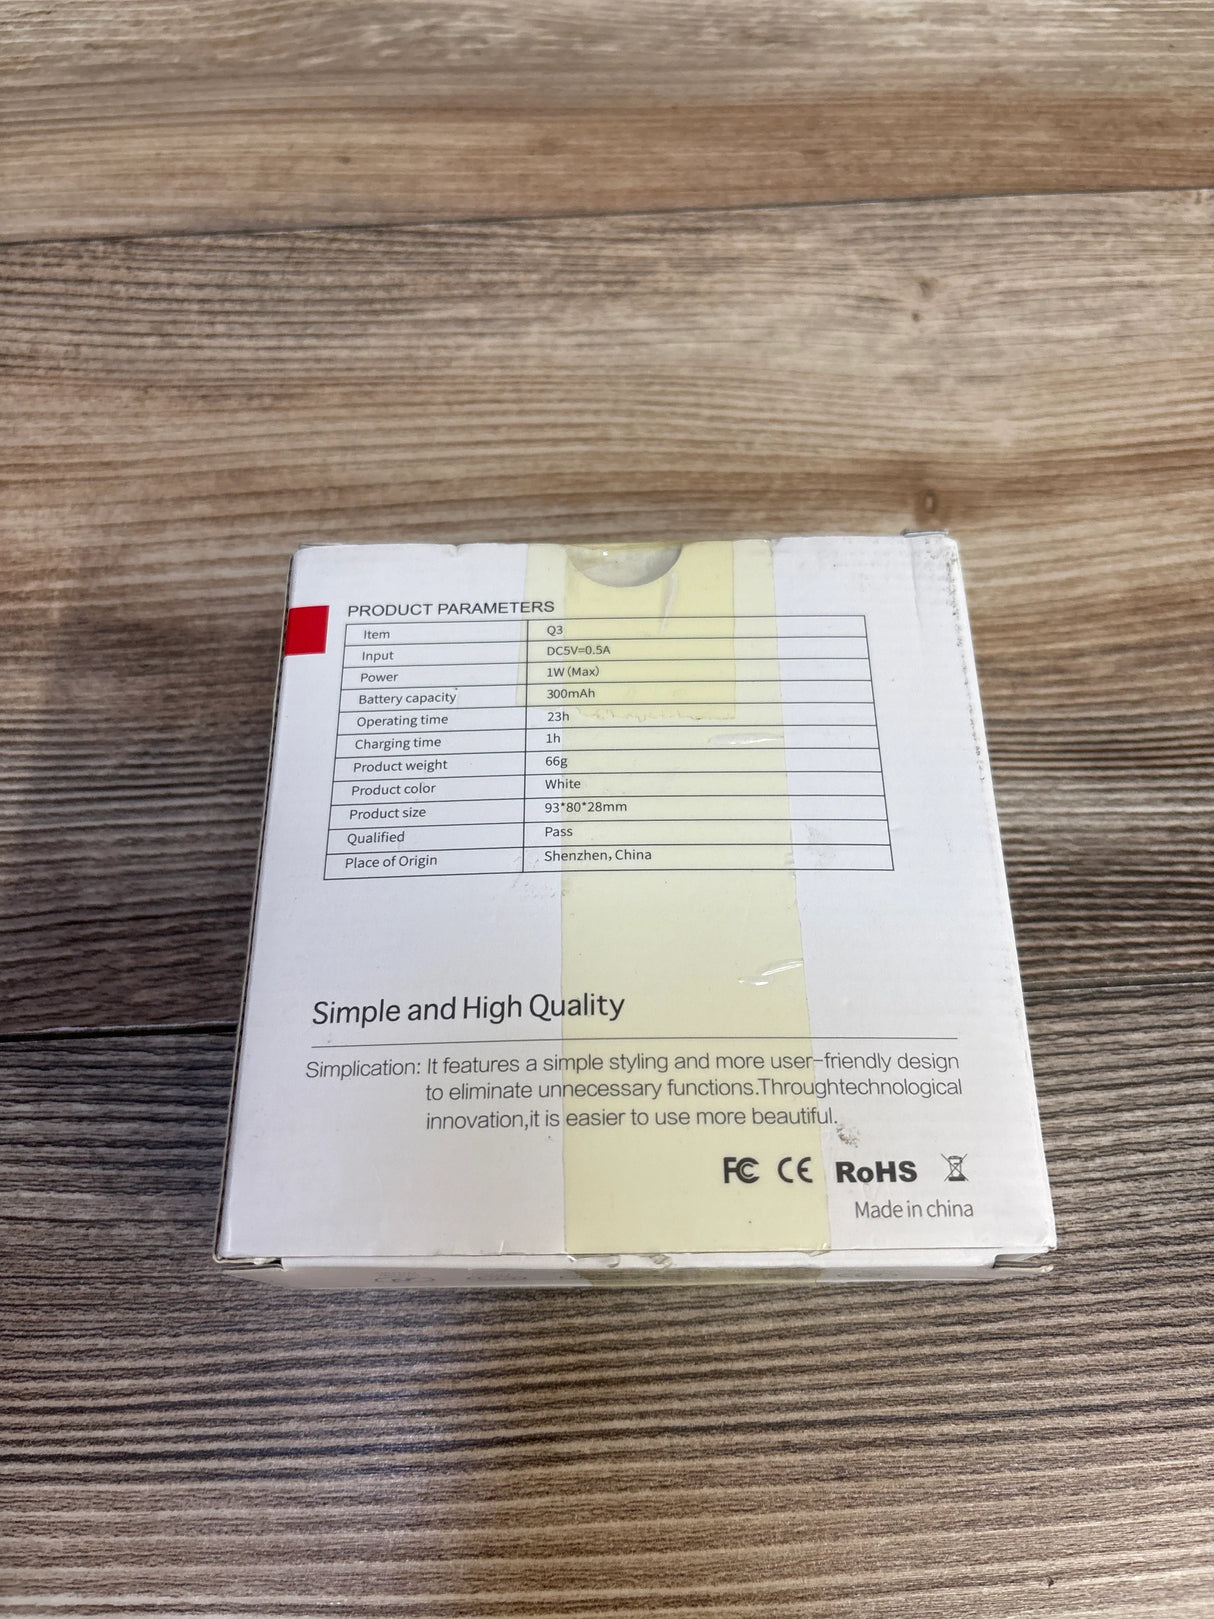 PRODUCT PARAMETERS
Item Q3
Input DC5V=0.5A
Power 1W(Max)
Battery capacity 300mAh
Operating time 23h
Charging time 1h
Product weight 66g
Product color White
Product size 93*80*28mm
Qualified Pass
Place of Origin Shenzhen, China
Simple and High Quality
Simplication: It features a simple styling and more user-friendly design
to eliminate unnecessary functions.Throughtechnological
innovation,it is easier to use more beautiful.
FC CE RoHS
Made in china